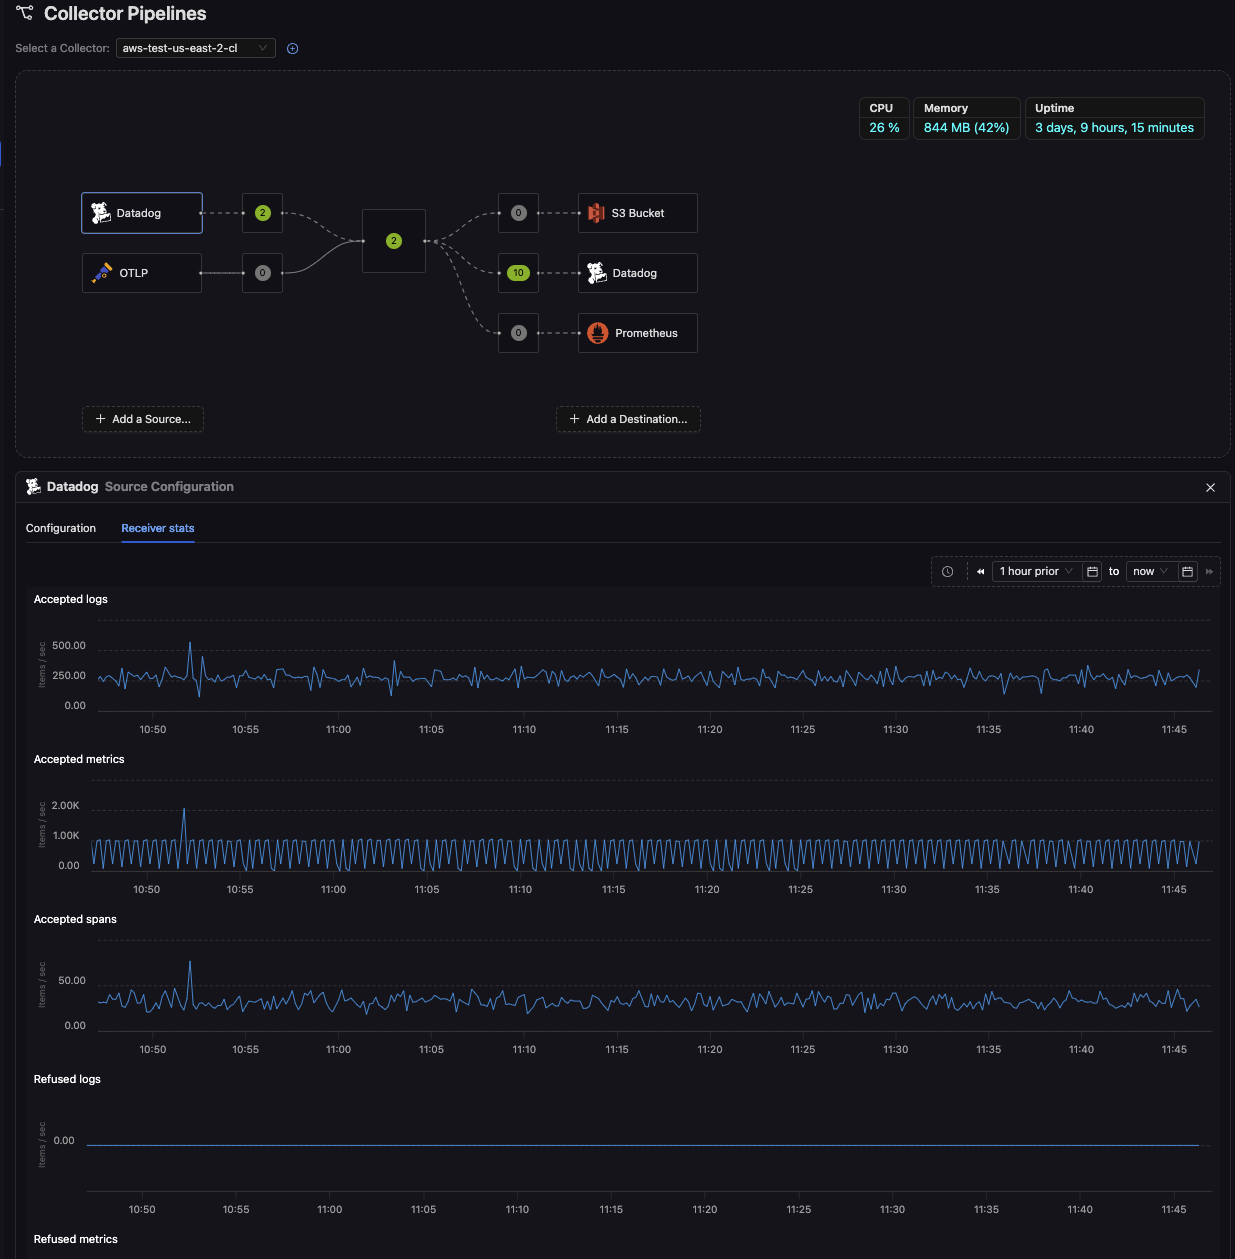 Collector Pipelines
Select a Collector: aws-test-us-east-2-cl
CPU Memory Uptime
26 % 844 MB (42%) 3 days, 9 hours, 15 minutes
Datadog 2 0 S3 Bucket
2
OTLP 0 10 Datadog
0 Prometheus
+ Add a Source... + Add a Destination...
Datadog Source Configuration
Configuration Receiver stats
1 hour prior to now
Accepted logs
Items / sec
500.00
250.00
0.00
10:50 10:55 11:00 11:05 11:10 11:15 11:20 11:25 11:30 11:35 11:40 11:45
Accepted metrics
Items / sec
2.00K
1.00K
0.00
10:50 10:55 11:00 11:05 11:10 11:15 11:20 11:25 11:30 11:35 11:40 11:45
Accepted spans
Items / sec
50.00
0.00
10:50 10:55 11:00 11:05 11:10 11:15 11:20 11:25 11:30 11:35 11:40 11:45
Refused logs
Items / sec
0.00
10:50 10:55 11:00 11:05 11:10 11:15 11:20 11:25 11:30 11:35 11:40 11:45
Refused metrics